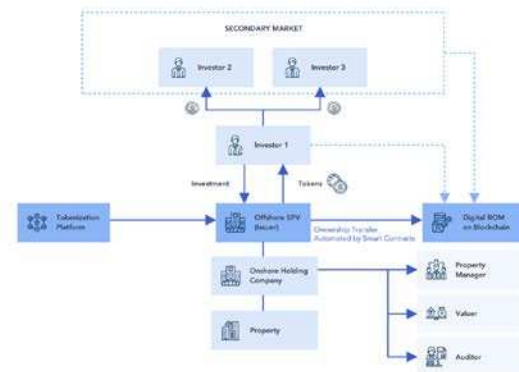 SECONDARY MARKET
Investor 2
Investor 3
Investor 1
Investment
Tokens
Tokenization
Platform
Offshore SPV
(Issuer)
Ownership Transfer
Automated by Smart Contracts
Digital ROM
on Blockchain
Onshore Holding
Company
Property
Manager
Property
Valuer
Auditor